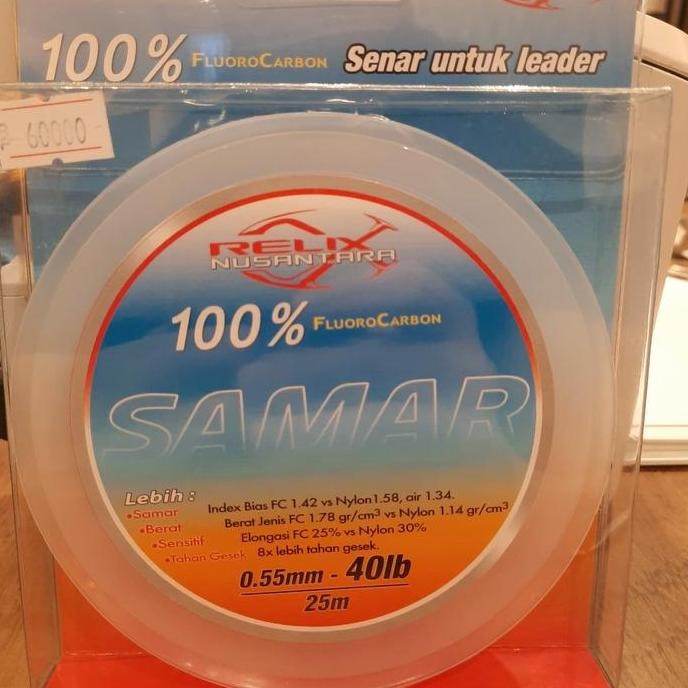 100% FLUOROCARBON Senar untuk leader
60000
RELIX
NUSANTARA
100% FLUOROCARBON
SAMAR
Lebih :
•Samar
•Berat
•Sensitif
•Tahan Gesek
Index Bias FC 1.42 vs Nylon1.58, air 1.34.
Berat Jenis FC 1.78 gr/cm³ vs Nylon 1.14 gr/cm³
Elongasi FC 25% vs Nylon 30%
8x lebih tahan gesek.
0.55mm - 40lb
25m